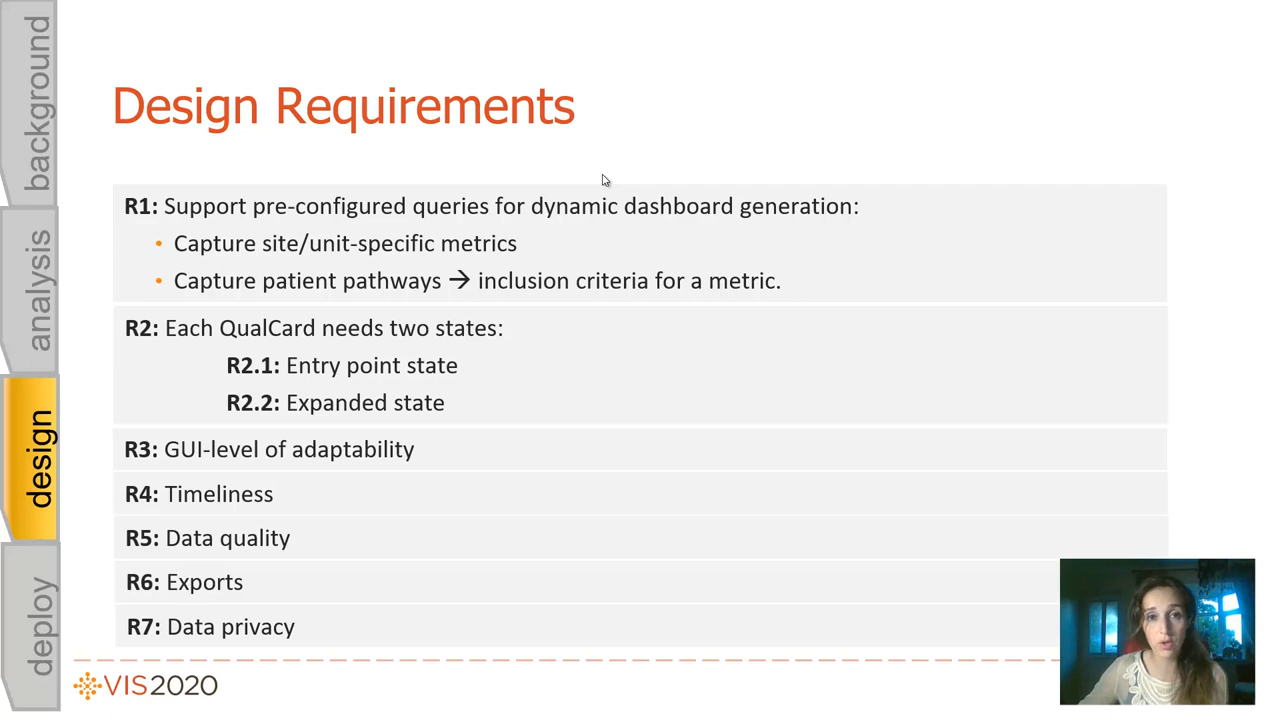 background
analysis
design
deploy
Design Requirements
R1: Support pre-configured queries for dynamic dashboard generation:
• Capture site/unit-specific metrics
• Capture patient pathways → inclusion criteria for a metric.
R2: Each QualCard needs two states:
R2.1: Entry point state
R2.2: Expanded state
R3: GUI-level of adaptability
R4: Timeliness
R5: Data quality
R6: Exports
R7: Data privacy
VIS2020